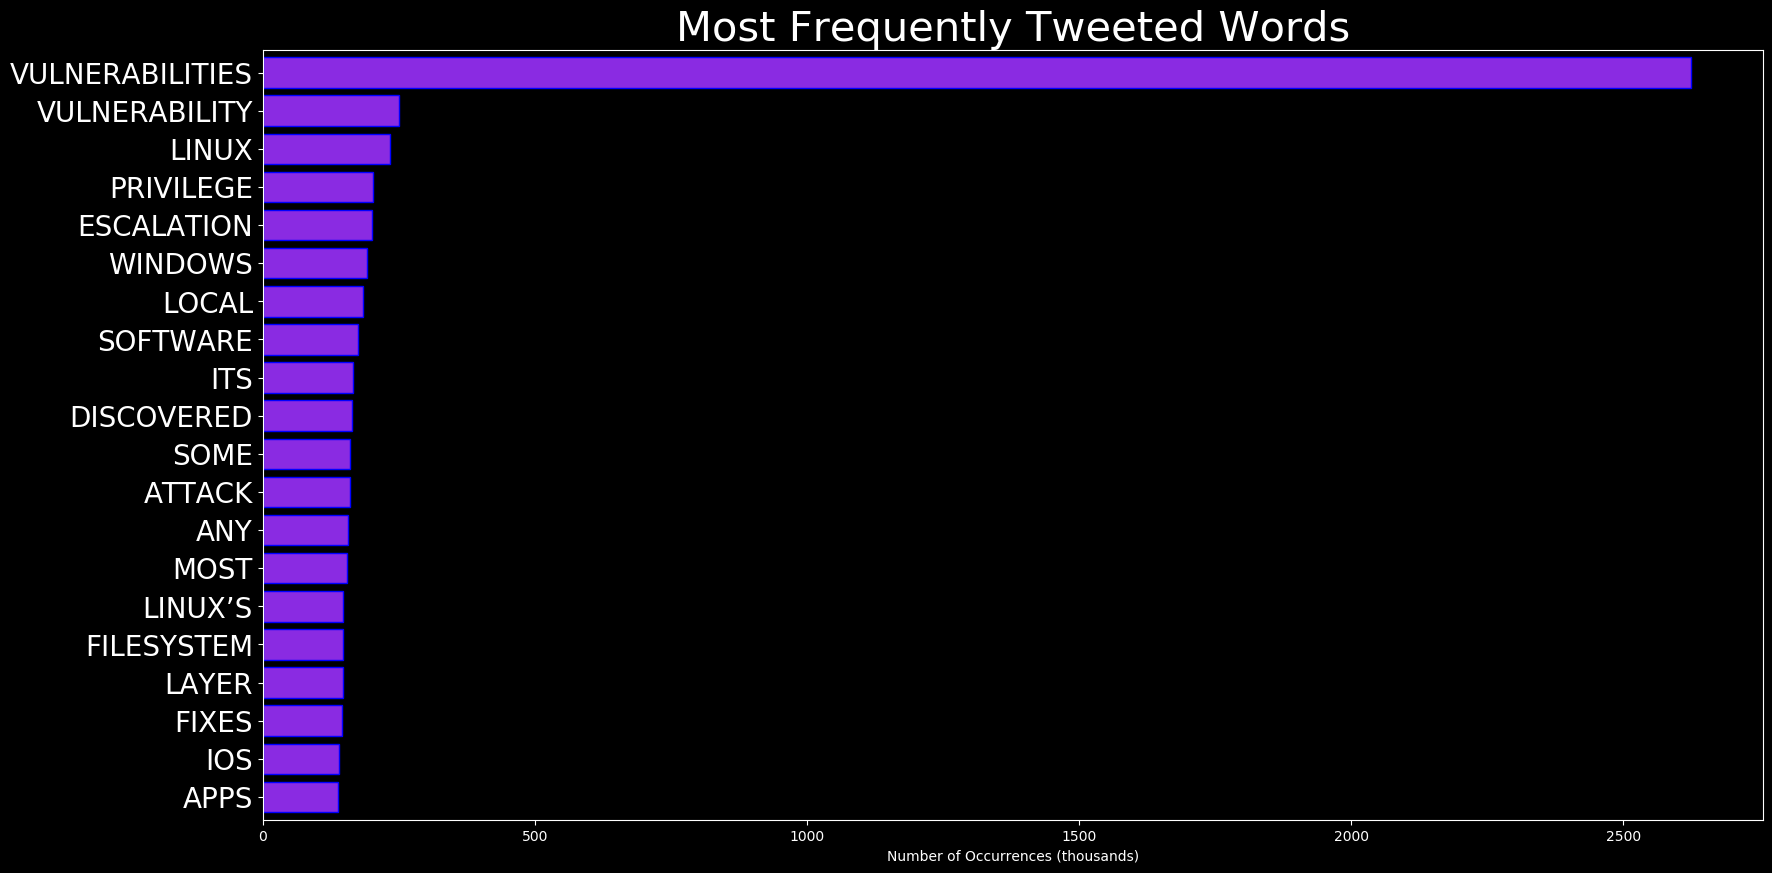 Most Frequently Tweeted Words
VULNERABILITIES
VULNERABILITY
LINUX
PRIVILEGE
ESCALATION
WINDOWS
LOCAL
SOFTWARE
ITS
DISCOVERED
SOME
ATTACK
ANY
MOST
LINUX’S
FILESYSTEM
LAYER
FIXES
IOS
APPS
0 500 1000 1500 2000 2500
Number of Occurrences (thousands)